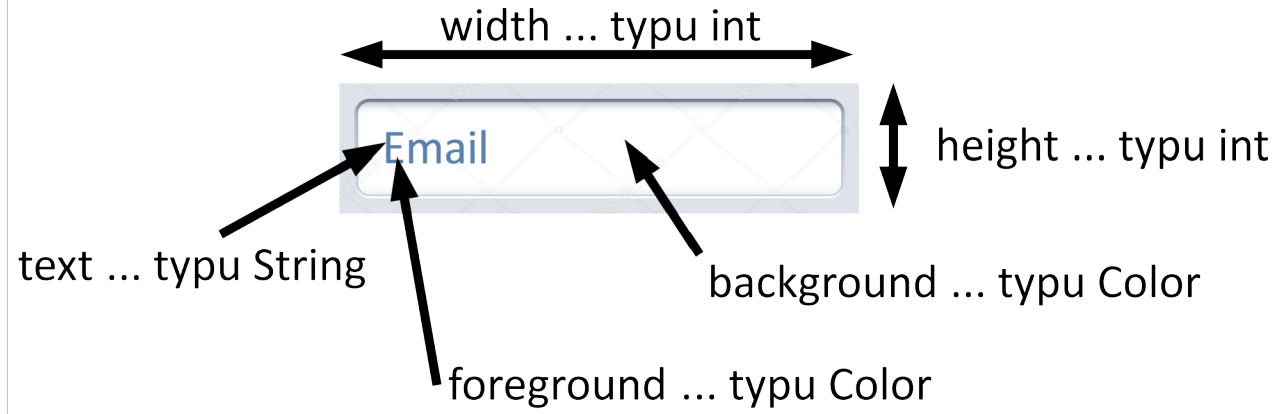 width ... typu int
Email
height ... typu int
text ... typu String
background ... typu Color
foreground ... typu Color